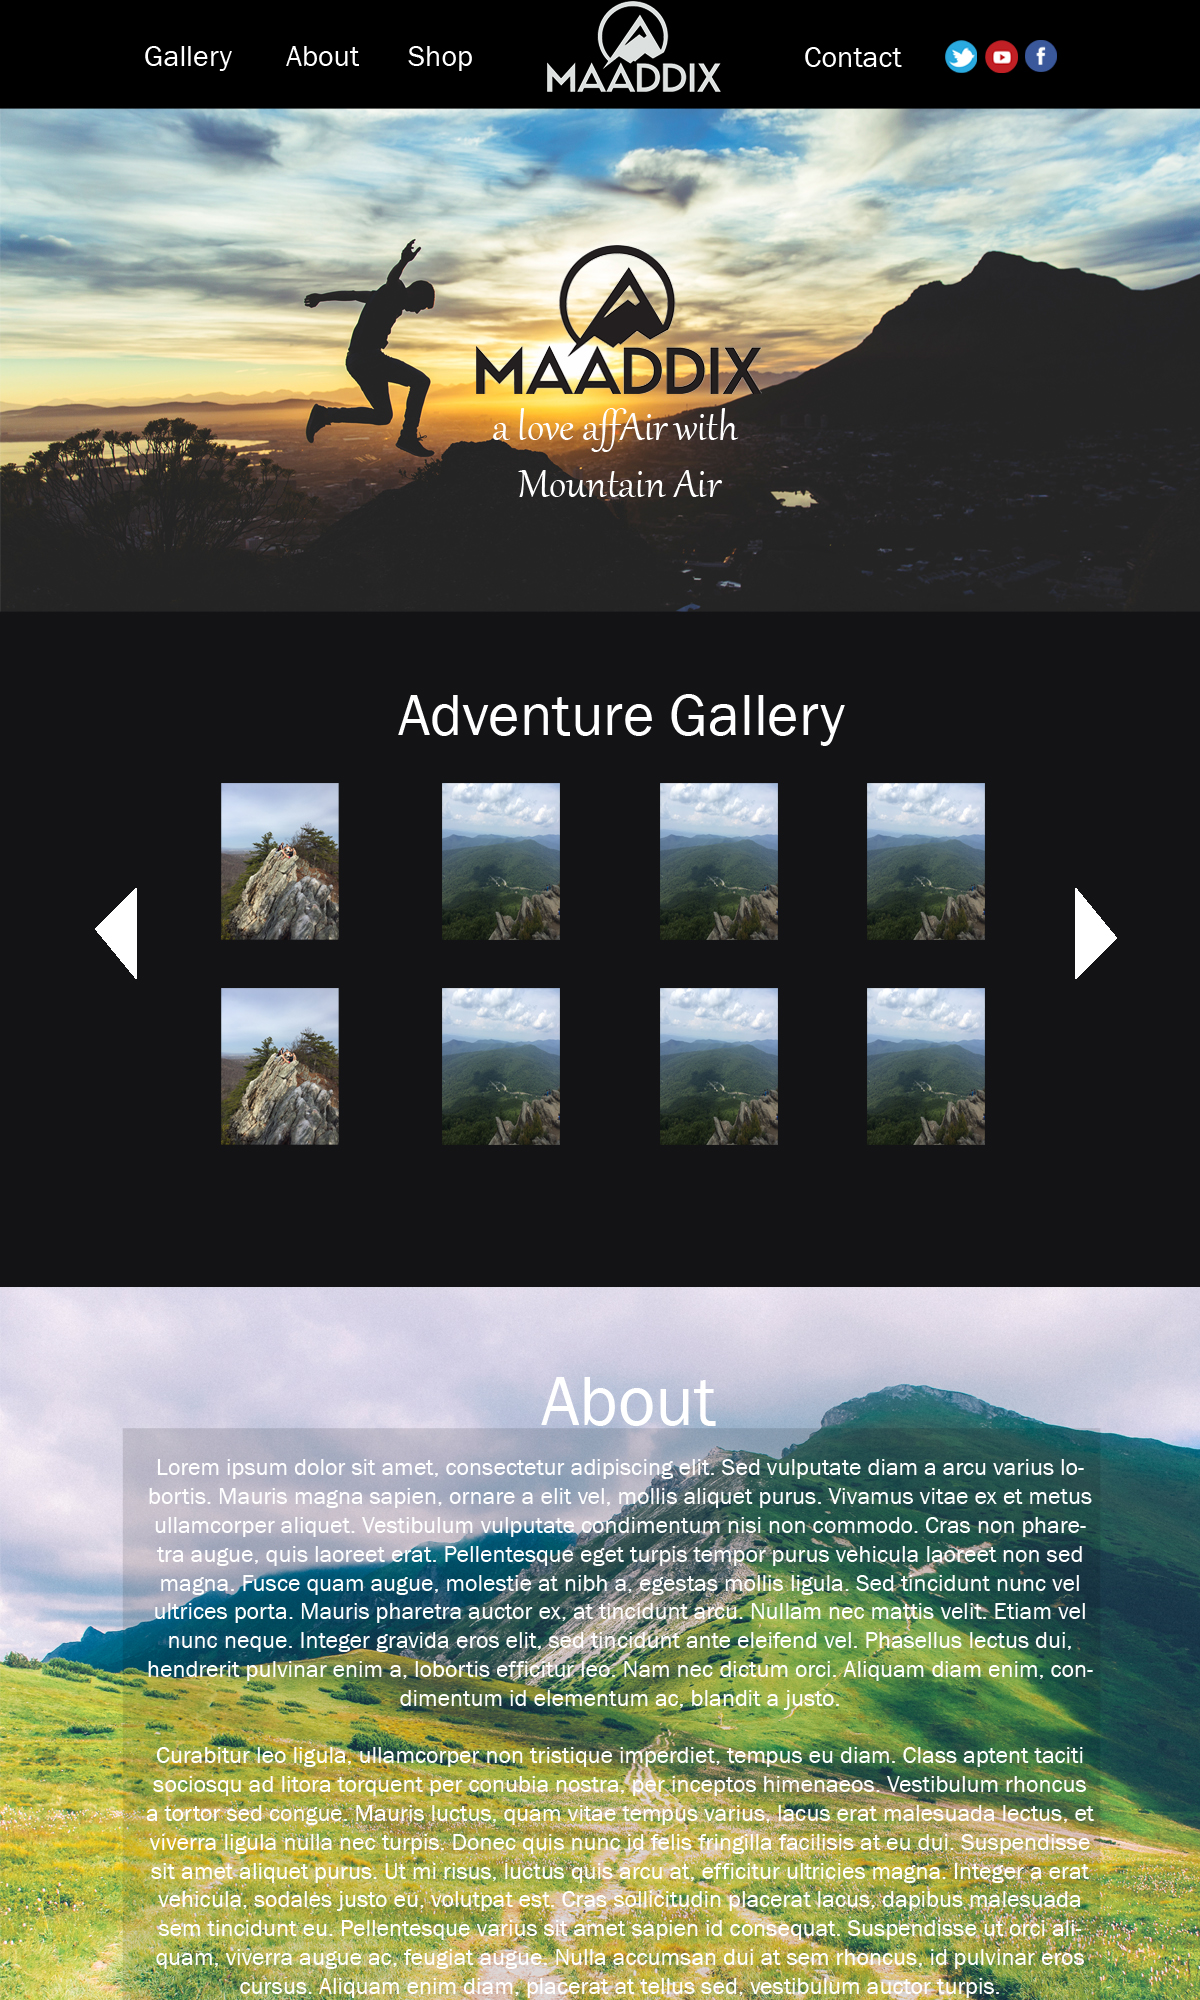 Gallery About Shop MAADDIX Contact
MAADDIX
a love affAir with
Mountain Air
Adventure Gallery
About
Lorem ipsum dolor sit amet, consectetur adipiscing elit. Sed vulputate diam a arcu varius lo-
bortis. Mauris magna sapien, ornare a elit vel, mollis aliquet purus. Vivamus vitae ex et metus
ullamcorper aliquet. Vestibulum vulputate condimentum nisi non commodo. Cras non phare-
tra augue, quis laoreet erat. Pellentesque eget turpis tempor purus vehicula laoreet non sed
magna. Fusce quam augue, molestie at nibh a, egestas mollis ligula. Sed tincidunt nunc vel
ultrices porta. Mauris pharetra auctor ex, at tincidunt arcu. Nullam nec mattis velit. Etiam vel
nunc neque. Integer gravida eros elit, sed tincidunt ante eleifend vel. Phasellus lectus dui,
hendrerit pulvinar enim a, lobortis efficitur leo. Nam nec dictum orci. Aliquam diam enim, con-
dimentum id elementum ac, blandit a justo.
Curabitur leo ligula, ullamcorper non tristique imperdiet, tempus eu diam. Class aptent taciti
sociosqu ad litora torquent per conubia nostra, per inceptos himenaeos. Vestibulum rhoncus
a tortor sed congue. Mauris luctus, quam vitae tempus varius, lacus erat malesuada lectus, et
viverra ligula nulla nec turpis. Donec quis nunc id felis fringilla facilisis at eu dui. Suspendisse
sit amet aliquet purus. Ut mi risus, luctus quis arcu at, efficitur ultricies magna. Integer a erat
vehicula, sodales justo eu, volutpat est. Cras sollicitudin placerat lacus, dapibus malesuada
sem tincidunt eu. Pellentesque varius sit amet sapien id consequat. Suspendisse ut orci ali-
quam, viverra augue ac, feugiat augue. Nulla accumsan dui at sem rhoncus, id pulvinar eros
cursus. Aliquam enim diam, placerat at tellus sed, vestibulum auctor turpis.